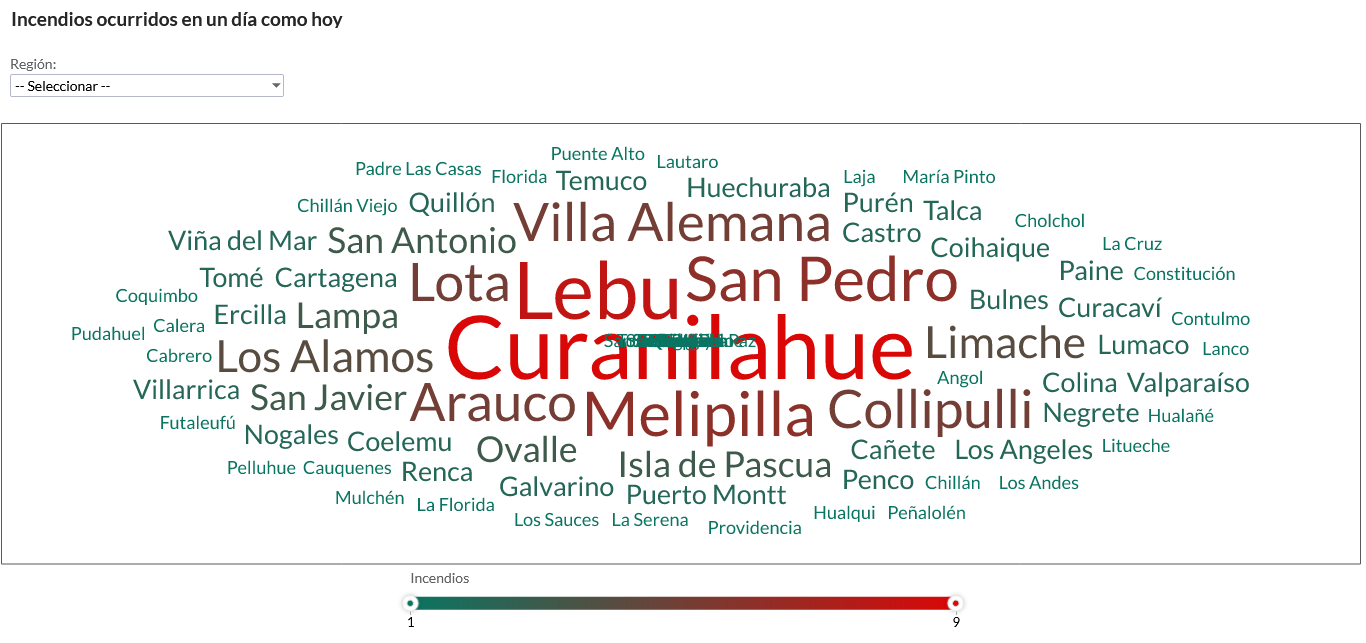 Incendios ocurridos en un día como hoy
Región:
-- Seleccionar --
Puente Alto
Lautaro
Padre Las Casas
Florida
Temuco
Huechuraba
Laja
María Pinto
Chillán Viejo
Quillón
Villa Alemana
Purén
Talca
Cholchol
Viña del Mar
San Antonio
Castro
Coihaique
La Cruz
Tomé
Cartagena
Lota
Lebu
San Pedro
Paine
Constitución
Coquimbo
Ercilla
Lampa
Bulnes
Curacaví
Contulmo
Pudahuel
Calera
Cabrero
Los Alamos
Curanilahue
Limache
Lumaco
Lanco
Villarrica
San Javier
Arauco
Melipilla
Collipulli
Angol
Colina
Valparaíso
Futaleufú
Nogales
Coelemu
Ovalle
Isla de Pascua
Cañete
Los Angeles
Negrete
Hualañé
Litueche
Pelluhue
Cauquenes
Renca
Galvarino
Puerto Montt
Penco
Chillán
Los Andes
Mulchén
La Florida
Los Sauces
La Serena
Providencia
Hualqui
Peñalolén
Incendios
1
9